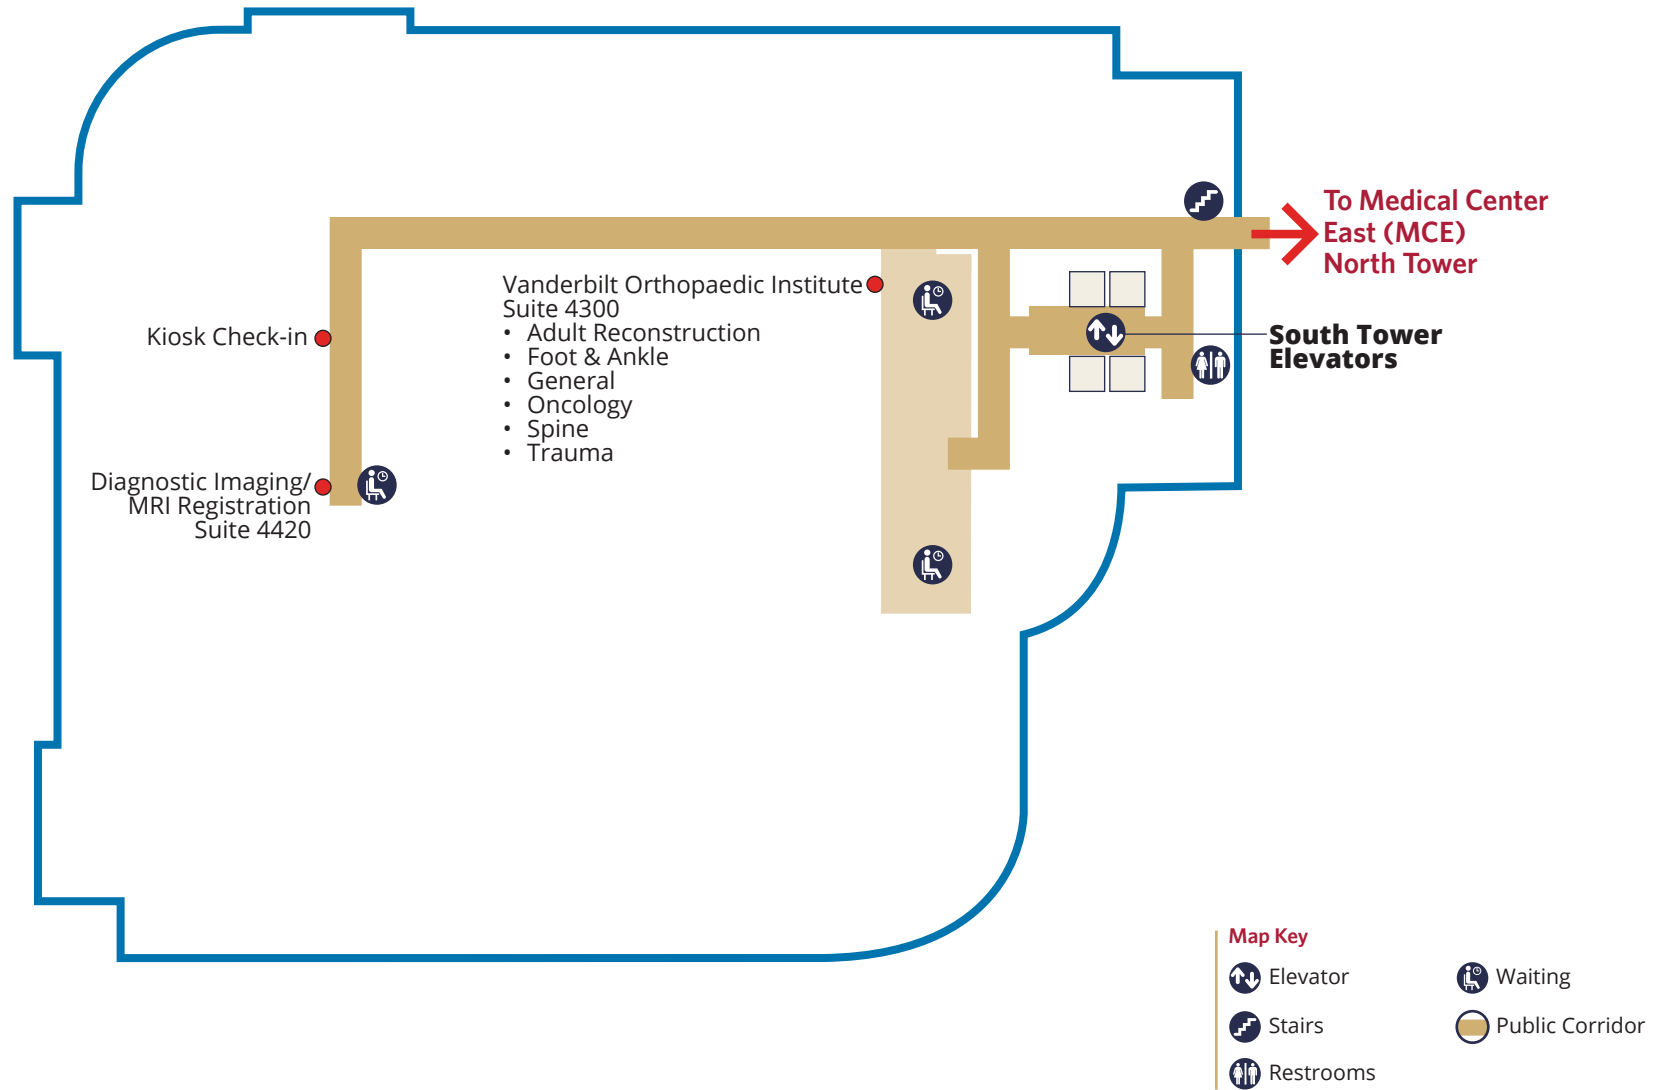 To Medical Center
East (MCE)
North Tower
Vanderbilt Orthopaedic Institute
Suite 4300
• Adult Reconstruction
• Foot & Ankle
• General
• Oncology
• Spine
• Trauma
Kiosk Check-in
South Tower
Elevators
Diagnostic Imaging/
MRI Registration
Suite 4420
Map Key
Elevator
Stairs
Restrooms
Waiting
Public Corridor